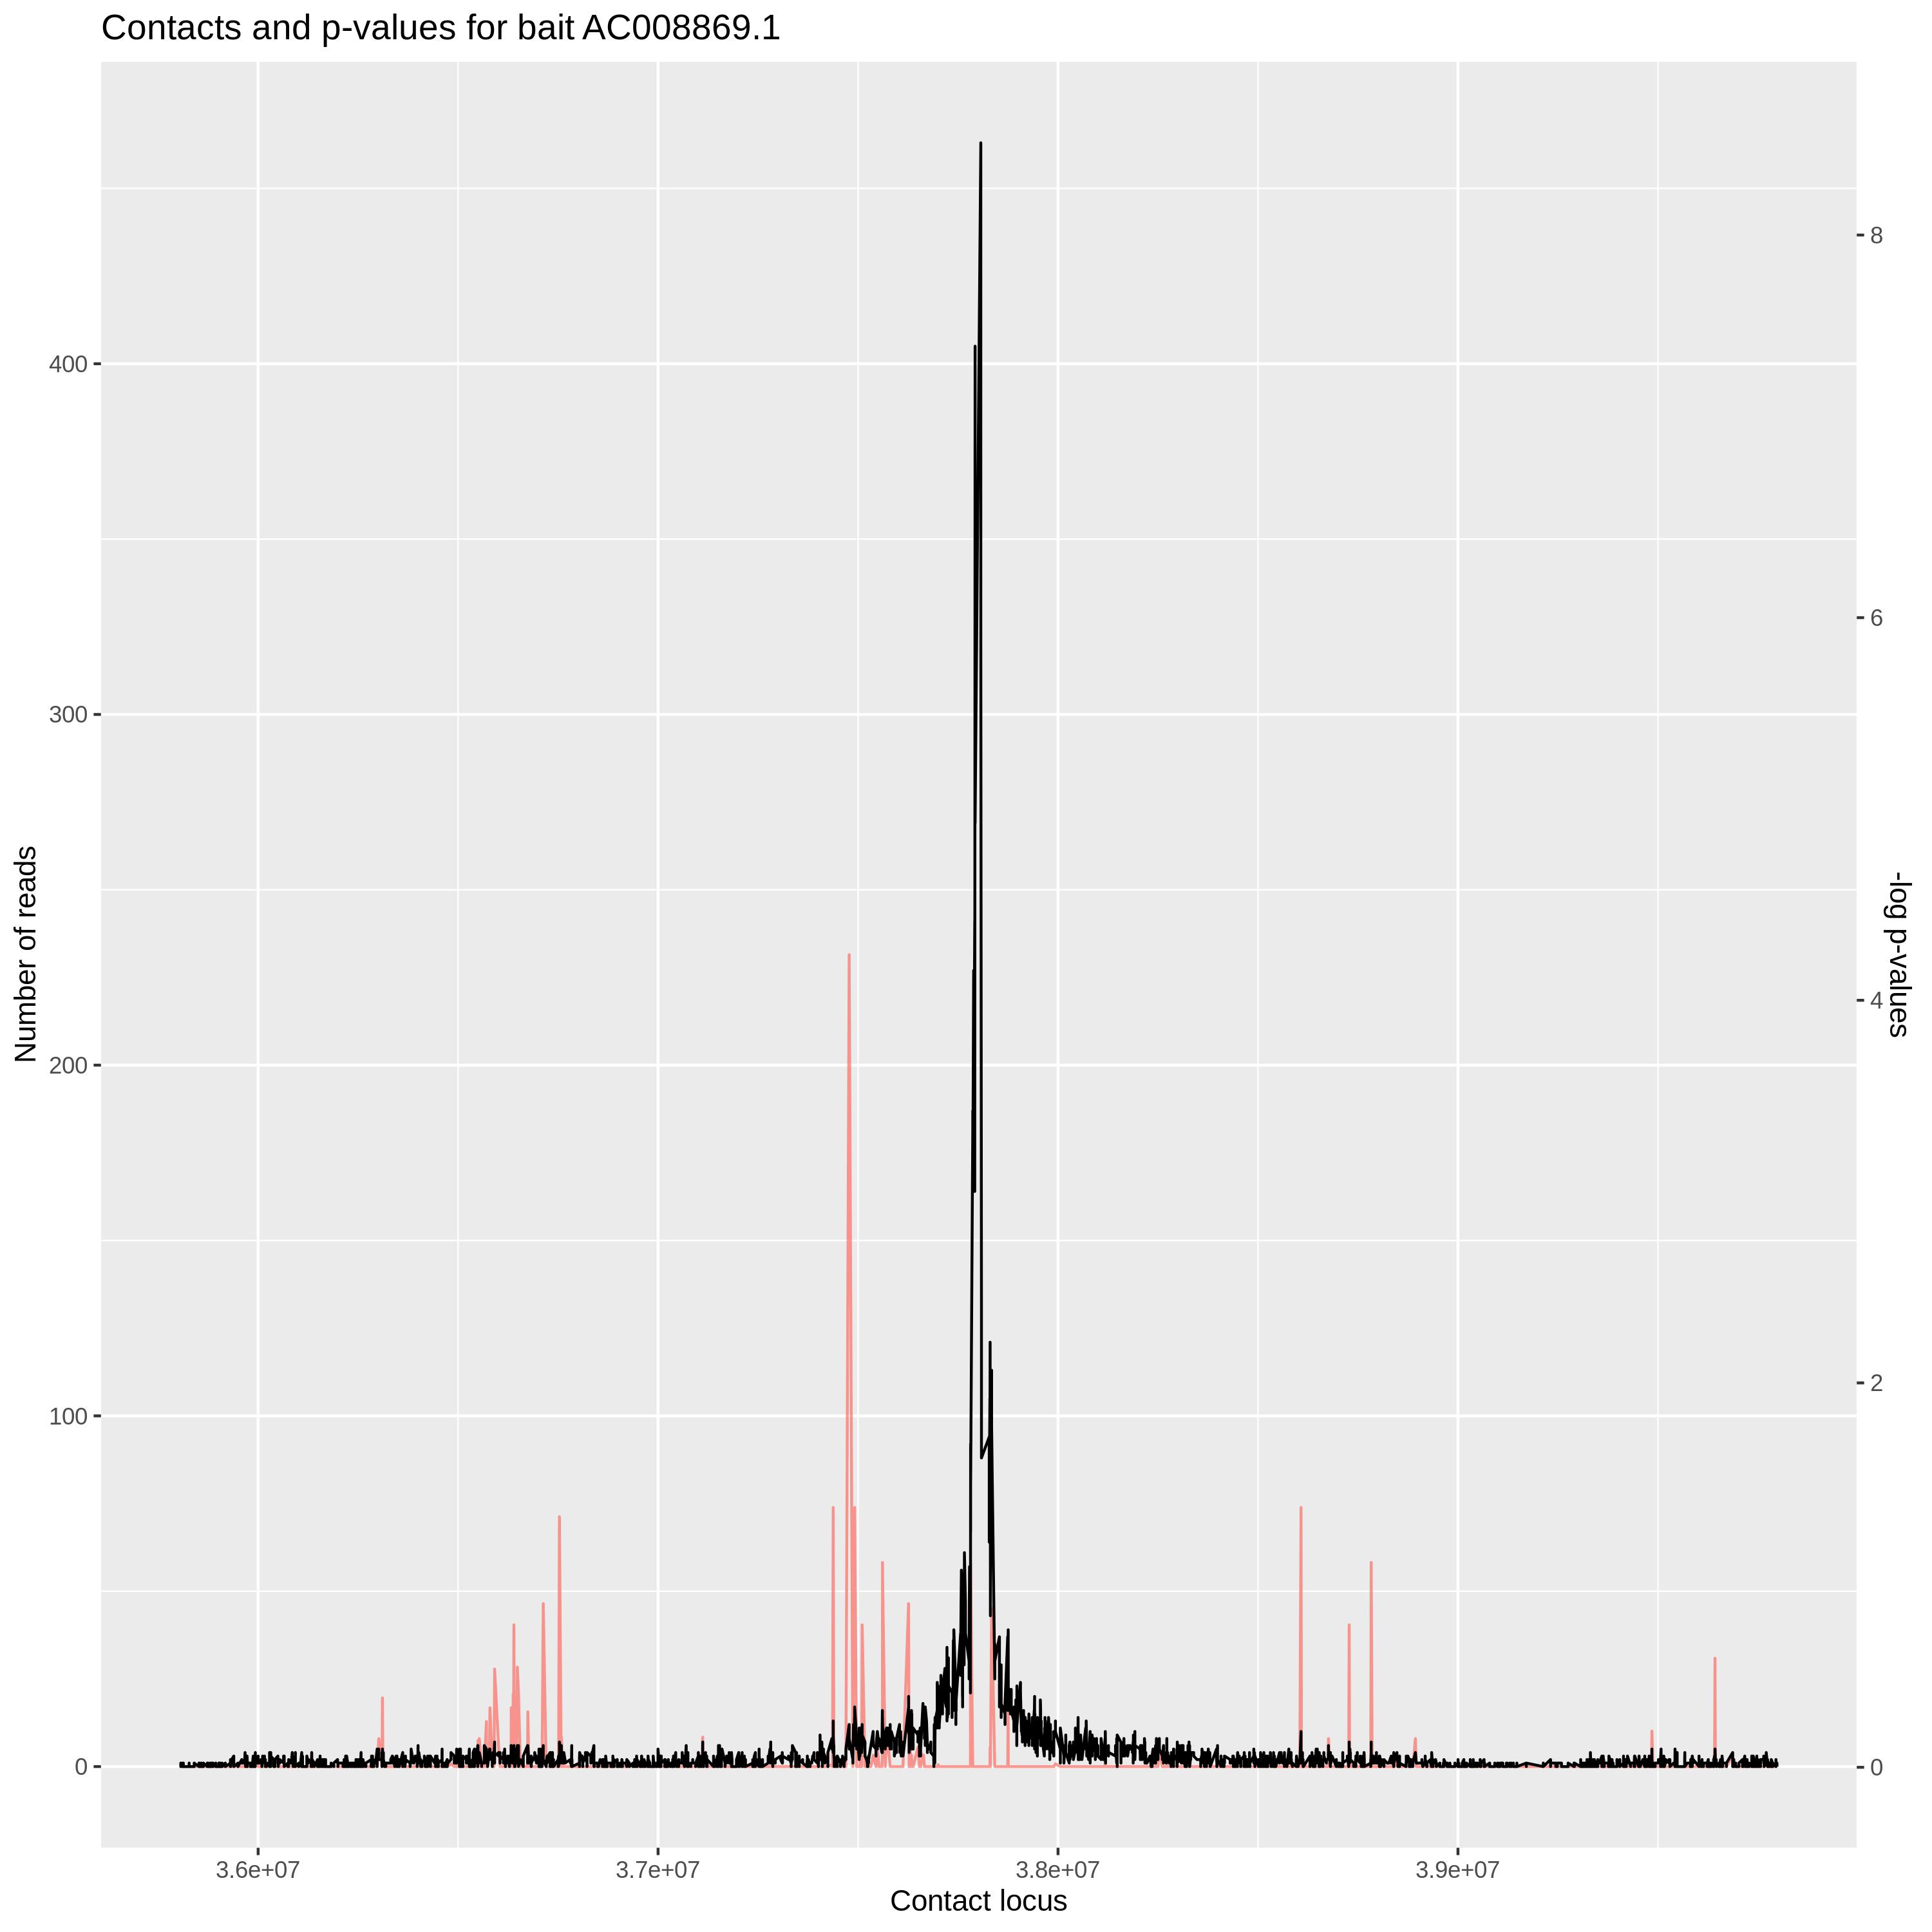 Contacts and p-values for bait AC008869.1
Number of reads
400
300
200
100
0
8
6
4
2
0
-log p-values
3.6e+07
3.7e+07
3.8e+07
3.9e+07
Contact locus